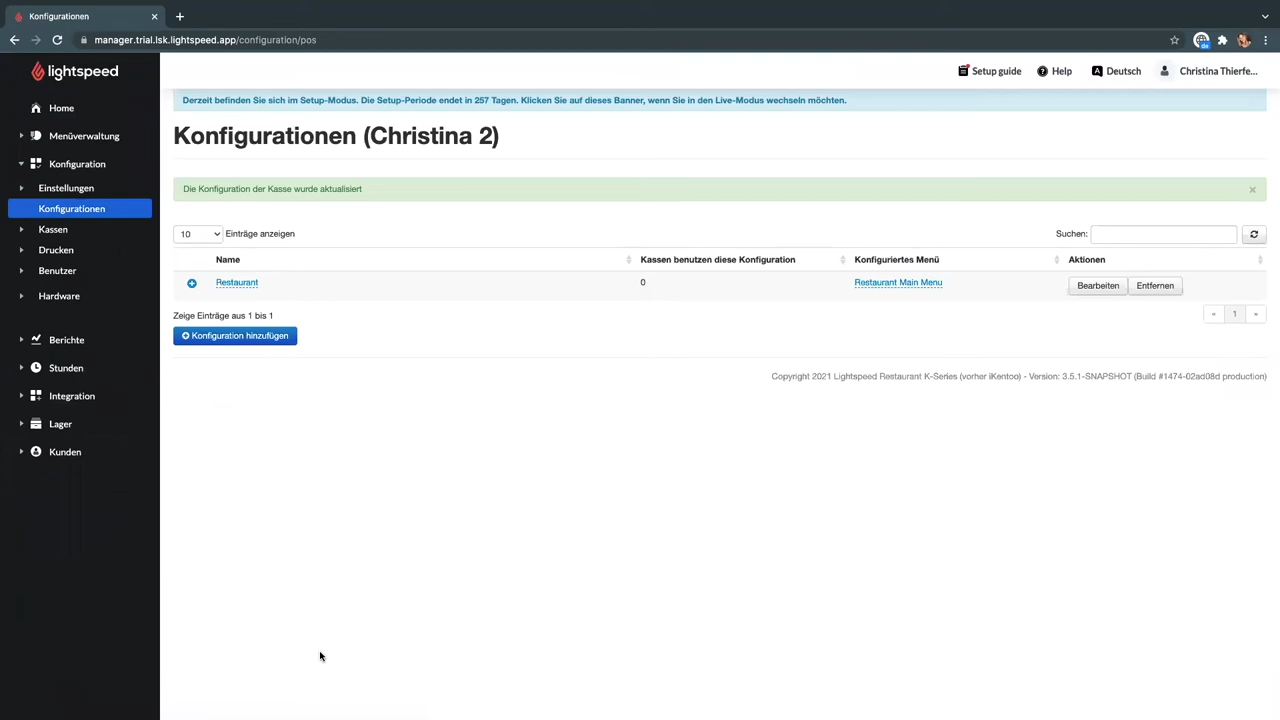 Konfigurationen
manager.trial.lsk.lightspeed.app/configuration/pos
de
lightspeed
Setup guide
Help
Deutsch
Christina Thierfe...
Home
Menüverwaltung
Konfiguration
Einstellungen
Konfigurationen
Kassen
Drucken
Benutzer
Hardware
Berichte
Stunden
Integration
Lager
Kunden
Derzeit befinden Sie sich im Setup-Modus. Die Setup-Periode endet in 257 Tagen. Klicken Sie auf dieses Banner, wenn Sie in den Live-Modus wechseln möchten.
Konfigurationen (Christina 2)
Die Konfiguration der Kasse wurde aktualisiert
10 Einträge anzeigen
Suchen:
Name Kassen benutzen diese Konfiguration Konfiguriertes Menü Aktionen
Restaurant 0 Restaurant Main Menu Bearbeiten Entfernen
Zeige Einträge aus 1 bis 1
« 1 »
Konfiguration hinzufügen
Copyright 2021 Lightspeed Restaurant K-Series (vorher iKentoo) - Version: 3.5.1-SNAPSHOT (Build #1474-02ad08d production)